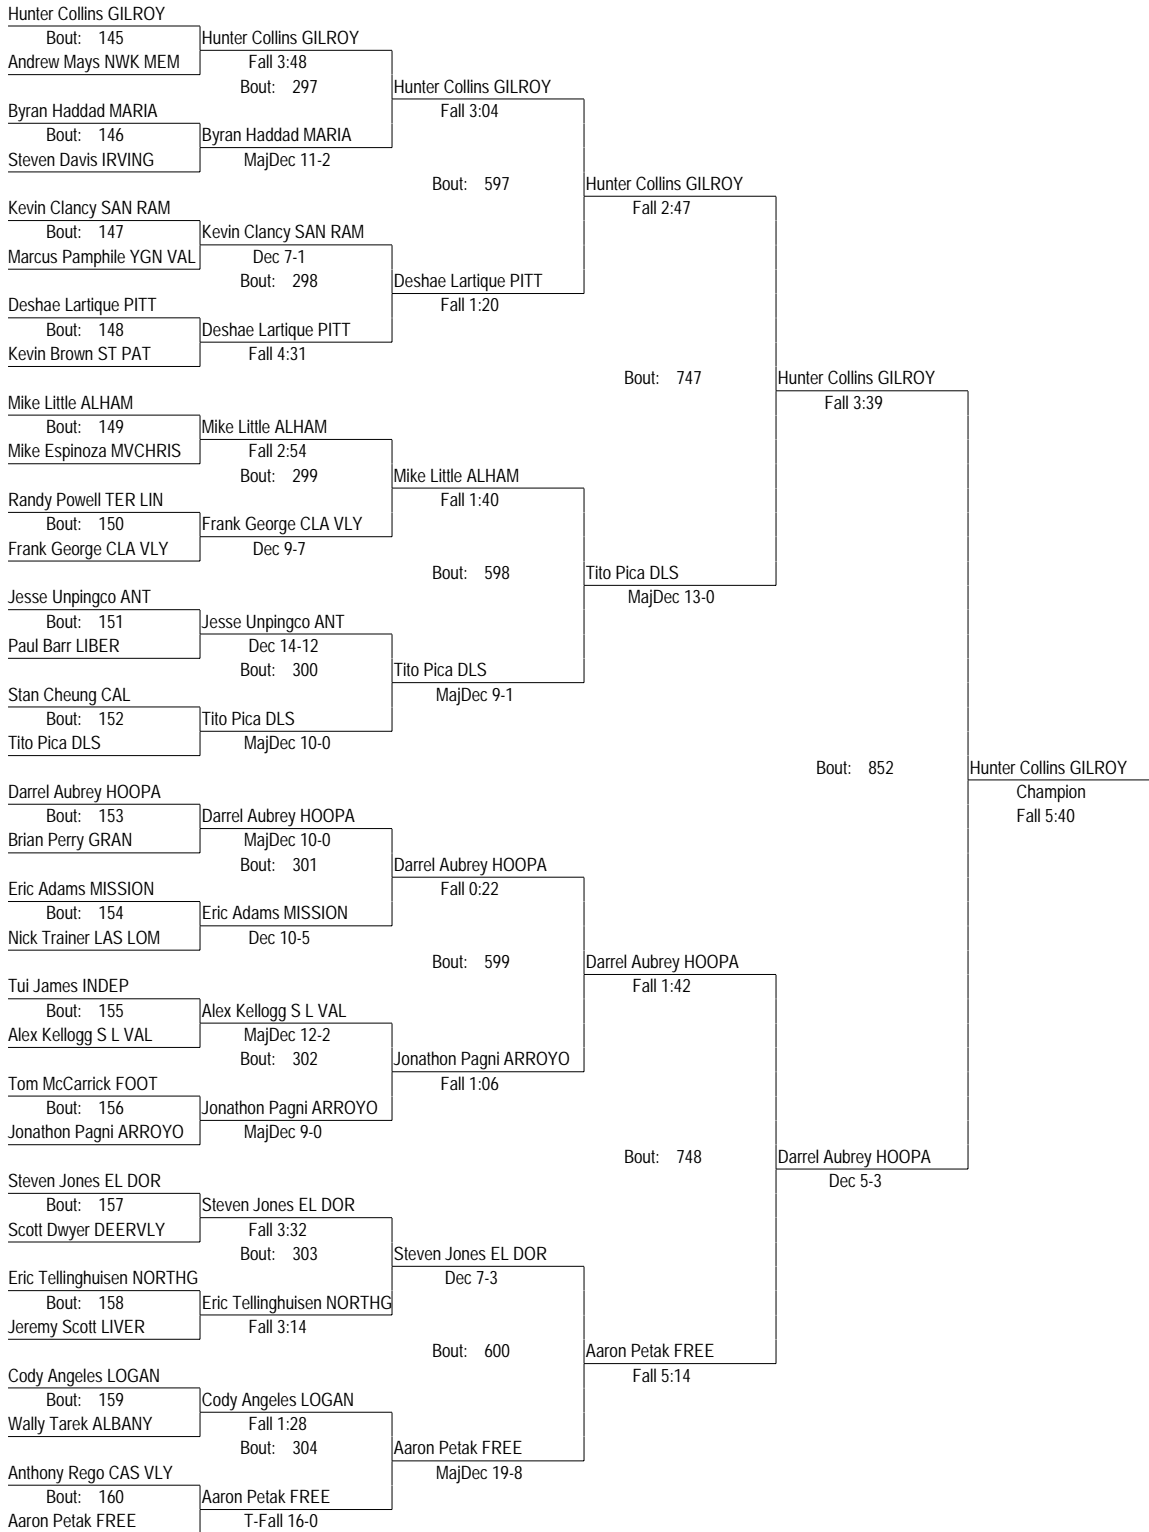 Hunter Collins GILROY
Bout: 145
Hunter Collins GILROY
Andrew Mays NWK MEM
Fall 3:48
Bout: 297
Hunter Collins GILROY
Byran Haddad MARIA
Fall 3:04
Bout: 146
Byran Haddad MARIA
Steven Davis IRVING
MajDec 11-2
Bout: 597
Hunter Collins GILROY
Kevin Clancy SAN RAM
Fall 2:47
Bout: 147
Kevin Clancy SAN RAM
Marcus Pamphile YGN VAL
Dec 7-1
Bout: 298
Deshae Lartique PITT
Deshae Lartique PITT
Fall 1:20
Bout: 148
Deshae Lartique PITT
Kevin Brown ST PAT
Fall 4:31
Bout: 747
Hunter Collins GILROY
Mike Little ALHAM
Fall 3:39
Bout: 149
Mike Little ALHAM
Mike Espinoza MVCHRIS
Fall 2:54
Bout: 299
Mike Little ALHAM
Randy Powell TER LIN
Fall 1:40
Bout: 150
Frank George CLA VLY
Frank George CLA VLY
Dec 9-7
Bout: 598
Tito Pica DLS
Jesse Unpingco ANT
MajDec 13-0
Bout: 151
Jesse Unpingco ANT
Paul Barr LIBER
Dec 14-12
Bout: 300
Tito Pica DLS
Stan Cheung CAL
MajDec 9-1
Bout: 152
Tito Pica DLS
Tito Pica DLS
MajDec 10-0
Bout: 852
Hunter Collins GILROY
Darrel Aubrey HOOPA
Champion
Bout: 153
Darrel Aubrey HOOPA
Fall 5:40
Brian Perry GRAN
MajDec 10-0
Bout: 301
Darrel Aubrey HOOPA
Eric Adams MISSION
Fall 0:22
Bout: 154
Eric Adams MISSION
Nick Trainer LAS LOM
Dec 10-5
Bout: 599
Darrel Aubrey HOOPA
Tui James INDEP
Fall 1:42
Bout: 155
Alex Kellogg S L VAL
Alex Kellogg S L VAL
MajDec 12-2
Bout: 302
Jonathon Pagni ARROYO
Tom McCarrick FOOT
Fall 1:06
Bout: 156
Jonathon Pagni ARROYO
Jonathon Pagni ARROYO
MajDec 9-0
Bout: 748
Darrel Aubrey HOOPA
Steven Jones EL DOR
Dec 5-3
Bout: 157
Steven Jones EL DOR
Scott Dwyer DEERVLY
Fall 3:32
Bout: 303
Steven Jones EL DOR
Eric Tellinghuisen NORTHG
Dec 7-3
Bout: 158
Eric Tellinghuisen NORTHG
Jeremy Scott LIVER
Fall 3:14
Bout: 600
Aaron Petak FREE
Cody Angeles LOGAN
Fall 5:14
Bout: 159
Cody Angeles LOGAN
Wally Tarek ALBANY
Fall 1:28
Bout: 304
Aaron Petak FREE
Anthony Rego CAS VLY
MajDec 19-8
Bout: 160
Aaron Petak FREE
Aaron Petak FREE
T-Fall 16-0